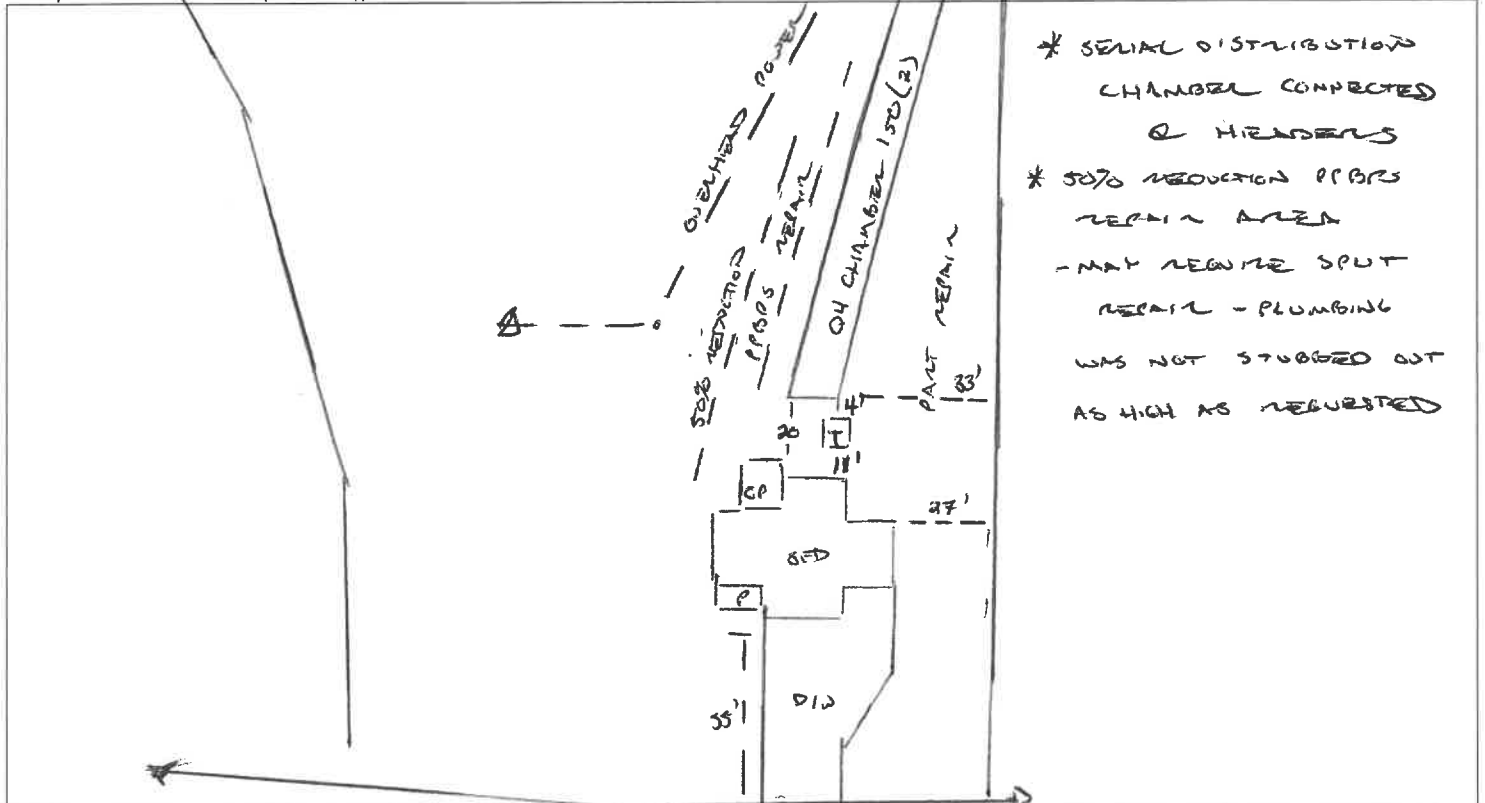 OVERHEAD POWER
50% REDUCTION
PPBPS REPAIR
Q4 CHAMBER 150 (2)
PART REPAIR
33'
4'
20'
T
11'
CP
27'
BED
P
55'
D/W
* SERIAL DISTRIBUTION
CHAMBER CONNECTED
@ HEADERS
* 50% REDUCTION PPBPS
REPAIR AREA
- MAY REQUIRE SPLIT
REPAIR - PLUMBING
WAS NOT STUBBED OUT
AS HIGH AS REQUESTED